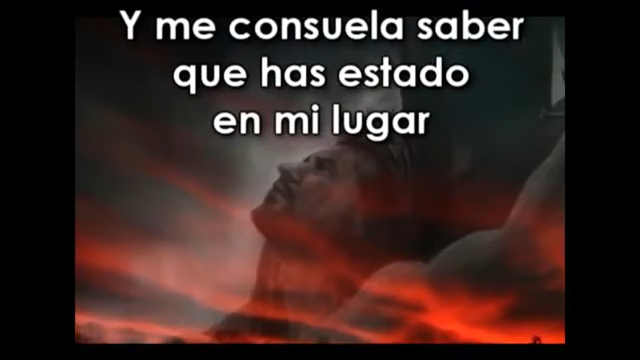 Y me consuela saber
que has estado
en mi lugar